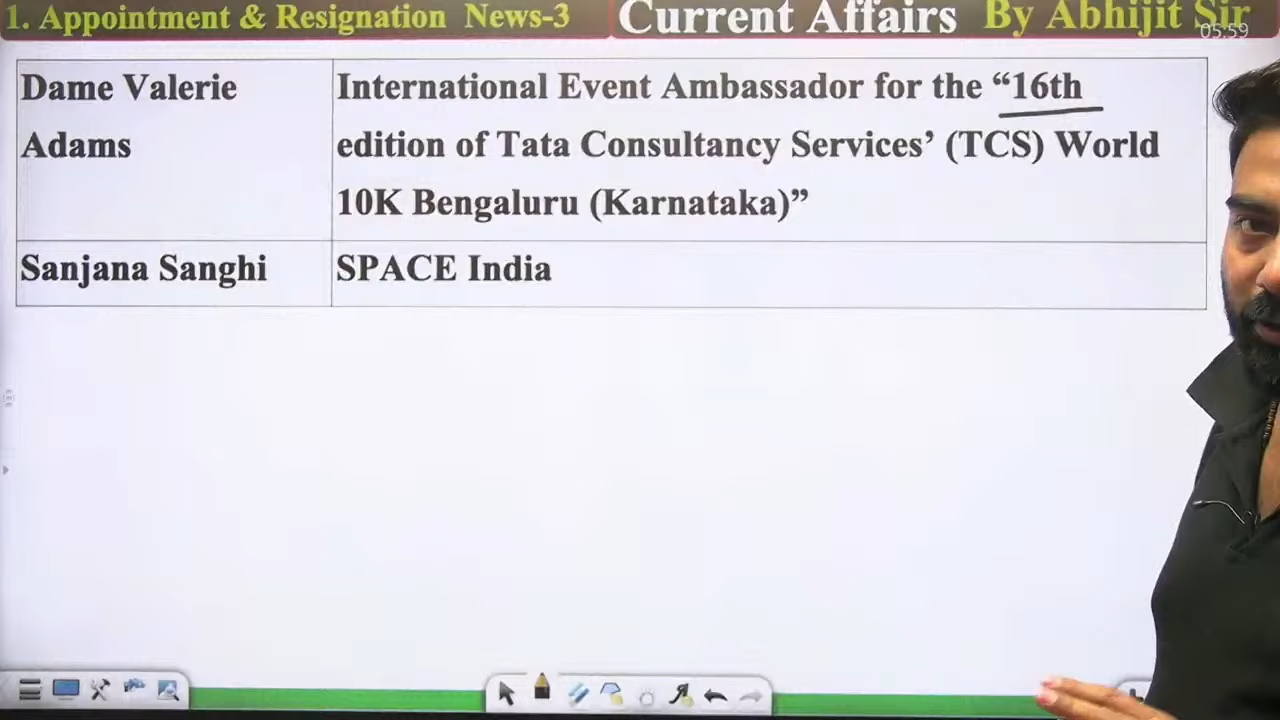 1. Appointment & Resignation News-3
Current Affairs By Abhijit Sir
05:59
Dame Valerie
Adams
International Event Ambassador for the “16th
edition of Tata Consultancy Services’ (TCS) World
10K Bengaluru (Karnataka)”
Sanjana Sanghi
SPACE India